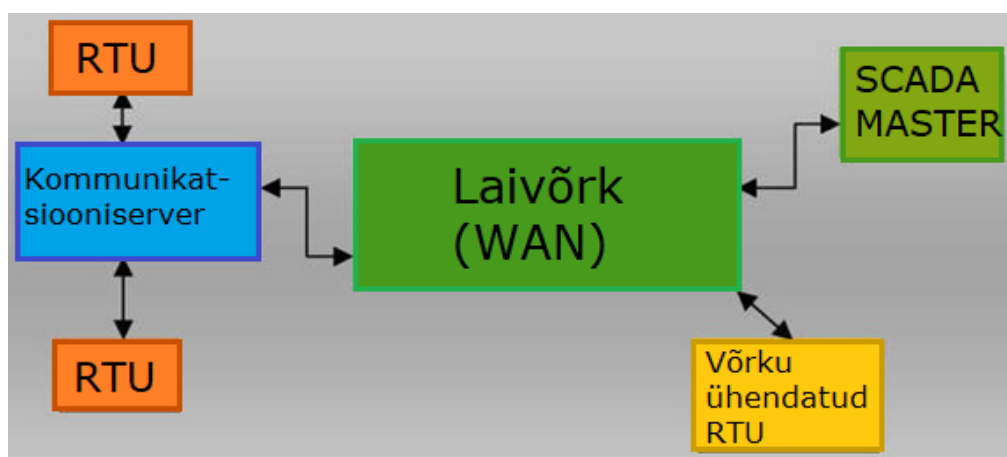 RTU
SCADA
MASTER
Kommunikat-
siooniserver
Laivõrk
(WAN)
RTU
Võrku
ühendatud
RTU